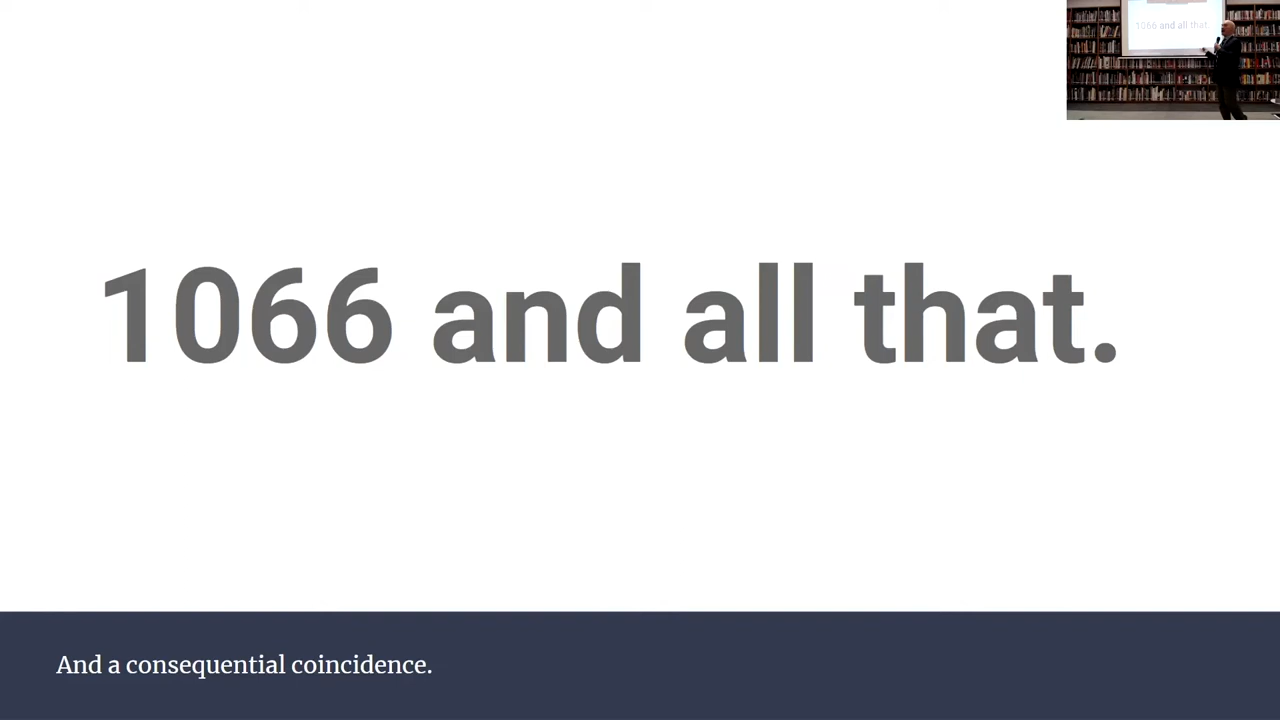 1066 and all that.
And a consequential coincidence.
1066 and all that.